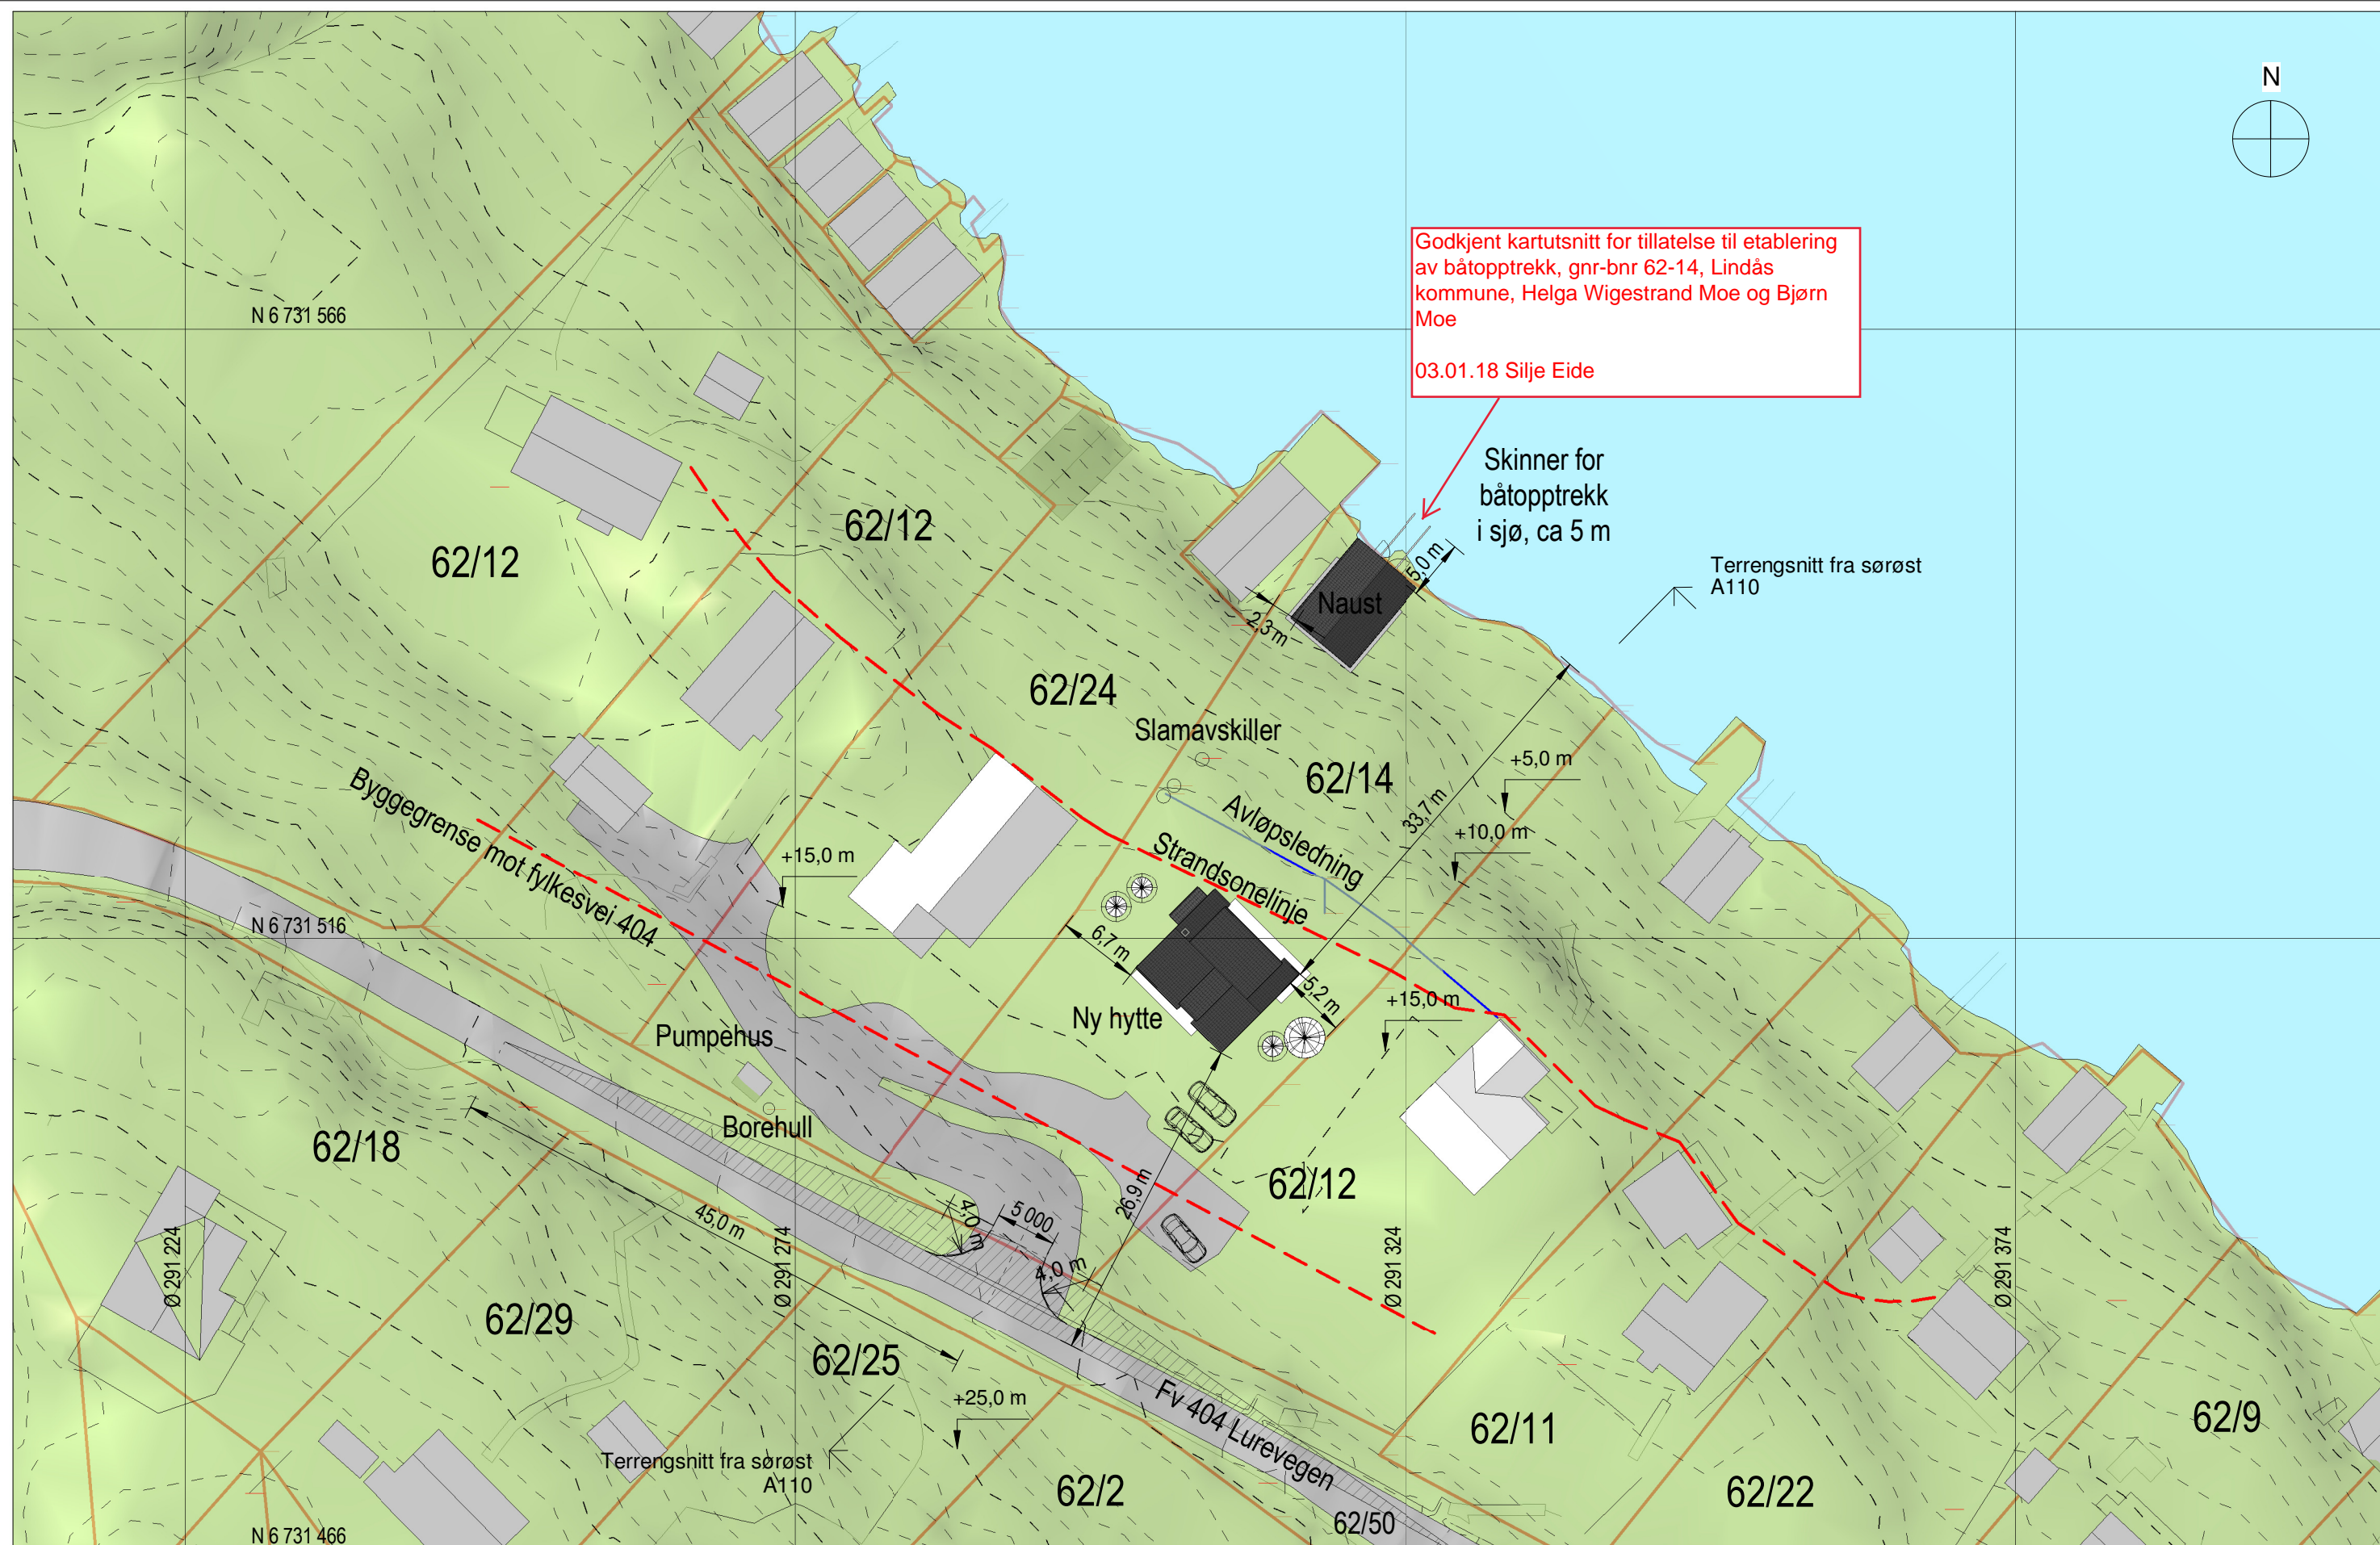 N
N 6 731 566
Godkjent kartutsnitt for tillatelse til etablering
av båtopptrekk, gnr-bnr 62-14, Lindås
kommune, Helga Wigestrand Moe og Bjørn
Moe
03.01.18 Silje Eide
Skinner for
båtopptrekk
i sjø, ca 5 m
5,0 m
Terrengsnitt fra sørøst
A110
62/12
62/12
Naust
2,3 m
62/24
Slamavskiller
62/14
+5,0 m
33,7 m
+10,0 m
Avløpsledning
Strandsonelinje
Byggegrense mot fylkesvei 404
+15,0 m
N 6 731 516
6,7 m
5,2 m
+15,0 m
Ny hytte
Pumpehus
Borehull
62/18
62/12
26,9 m
45,0 m
4,0 m
5 000
4,0 m
Ø 291 224
Ø 291 274
Ø 291 324
Ø 291 374
62/29
62/25
+25,0 m
Fv 404 Lurevegen
62/11
62/9
Terrengsnitt fra sørøst
A110
62/2
62/22
62/50
N 6 731 466